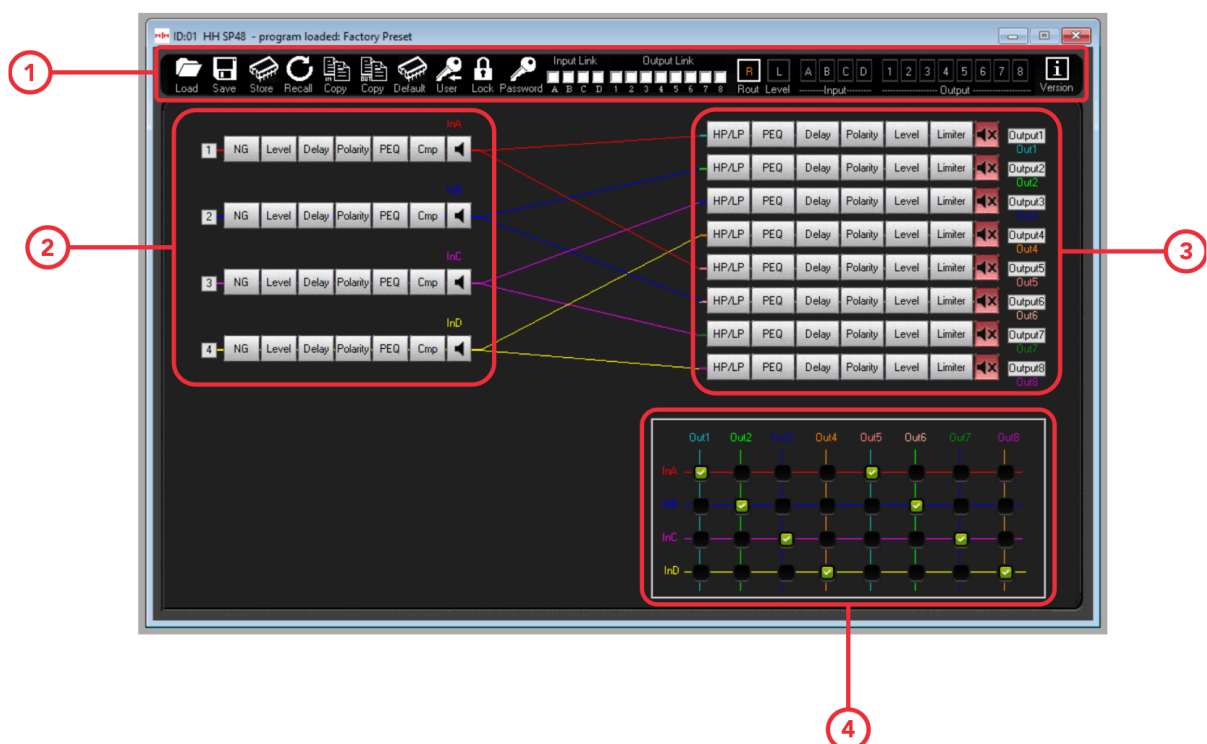 ID:01 HH SP48 - program loaded: Factory Preset
1
Load Save Store Recall Copy Copy Default User Lock Password
Input Link
A B C D
Output Link
1 2 3 4 5 6 7 8
R L
Rout Level
A B C D
Input
1 2 3 4 5 6 7 8
Output
Version
2
InA
1 NG Level Delay Polarity PEQ Cmp
InB
2 NG Level Delay Polarity PEQ Cmp
InC
3 NG Level Delay Polarity PEQ Cmp
InD
4 NG Level Delay Polarity PEQ Cmp
3
HP/LP PEQ Delay Polarity Level Limiter Output1
Out1
HP/LP PEQ Delay Polarity Level Limiter Output2
Out2
HP/LP PEQ Delay Polarity Level Limiter Output3
Out3
HP/LP PEQ Delay Polarity Level Limiter Output4
Out4
HP/LP PEQ Delay Polarity Level Limiter Output5
Out5
HP/LP PEQ Delay Polarity Level Limiter Output6
Out6
HP/LP PEQ Delay Polarity Level Limiter Output7
Out7
HP/LP PEQ Delay Polarity Level Limiter Output8
Out8
Out1 Out2 Out3 Out4 Out5 Out6 Out7 Out8
InA
InB
InC
InD
4